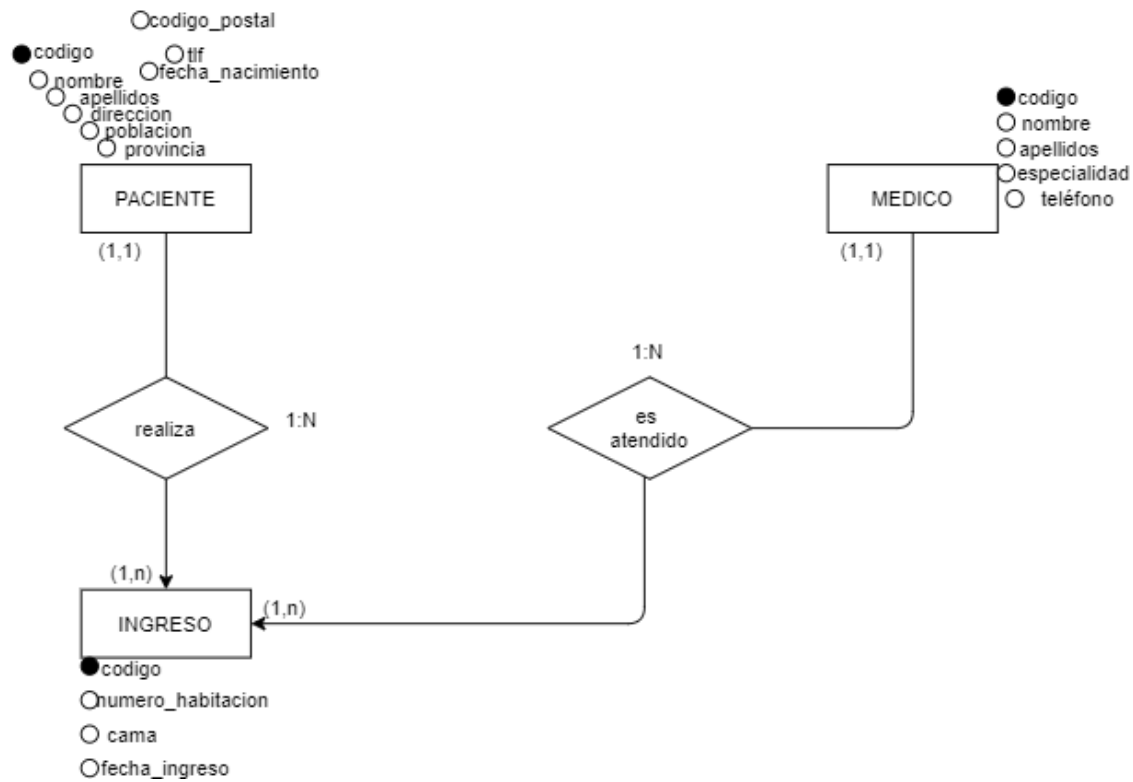 codigo_postal
codigo
tlf
fecha_nacimiento
nombre
apellidos
direccion
poblacion
provincia
PACIENTE
(1,1)
codigo
nombre
apellidos
especialidad
teléfono
MEDICO
(1,1)
realiza
1:N
1:N
es
atendido
(1,n)
(1,n)
INGRESO
codigo
numero_habitacion
cama
fecha_ingreso